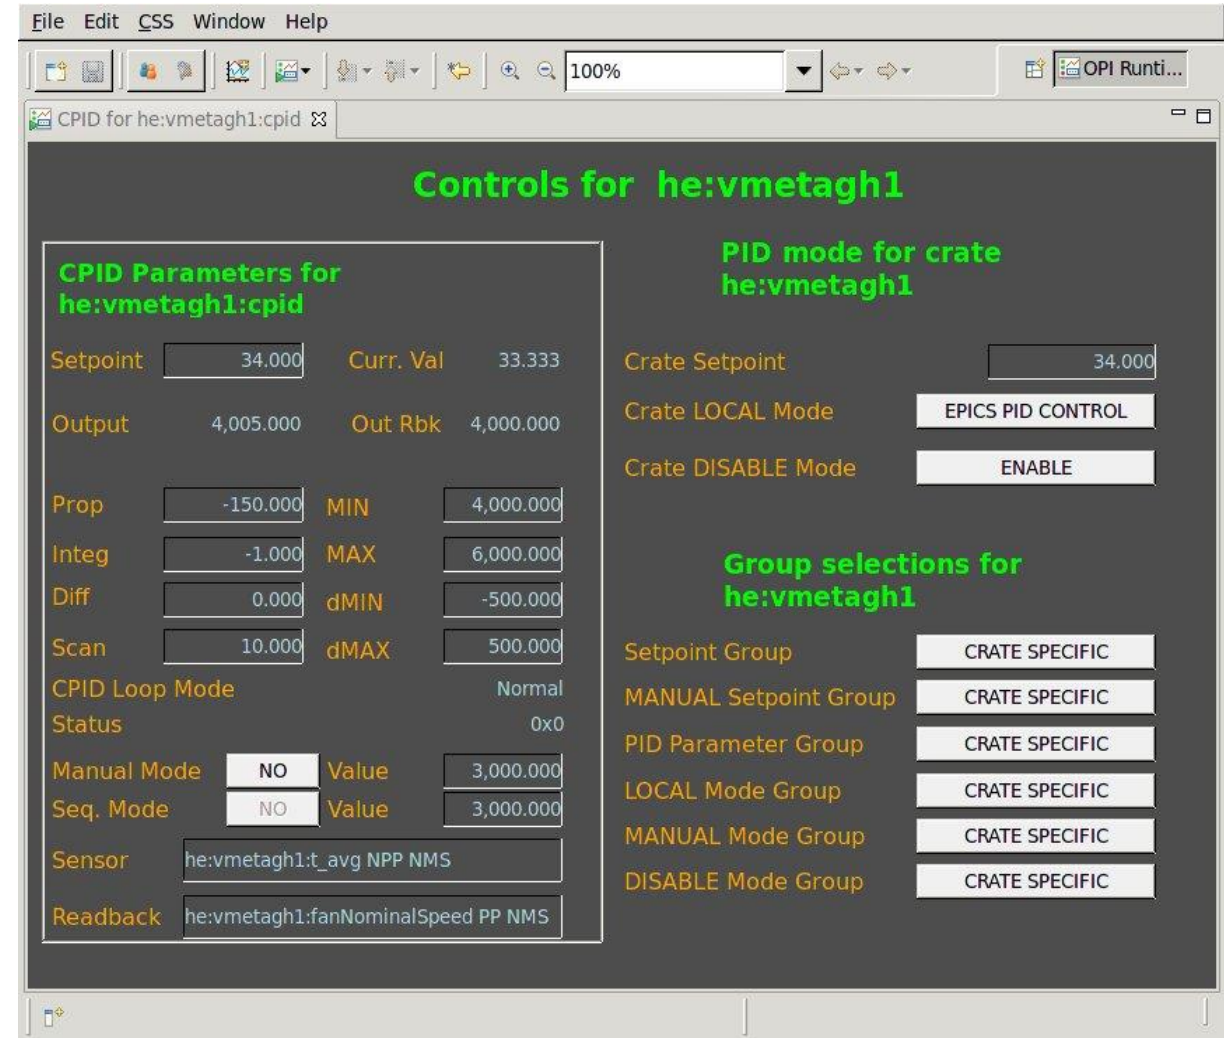 File Edit CSS Window Help
100%
OPI Runti...
CPID for he:vmetagh1:cpid
Controls for he:vmetagh1
CPID Parameters for
he:vmetagh1:cpid
Setpoint 34.000 Curr. Val 33.333
Output 4,005.000 Out Rbk 4,000.000
Prop -150.000 MIN 4,000.000
Integ -1.000 MAX 6,000.000
Diff 0.000 dMIN -500.000
Scan 10.000 dMAX 500.000
CPID Loop Mode Normal
Status 0x0
Manual Mode NO Value 3,000.000
Seq. Mode NO Value 3,000.000
Sensor he:vmetagh1:t_avg NPP NMS
Readback he:vmetagh1:fanNominalSpeed PP NMS
PID mode for crate
he:vmetagh1
Crate Setpoint 34.000
Crate LOCAL Mode EPICS PID CONTROL
Crate DISABLE Mode ENABLE
Group selections for
he:vmetagh1
Setpoint Group CRATE SPECIFIC
MANUAL Setpoint Group CRATE SPECIFIC
PID Parameter Group CRATE SPECIFIC
LOCAL Mode Group CRATE SPECIFIC
MANUAL Mode Group CRATE SPECIFIC
DISABLE Mode Group CRATE SPECIFIC